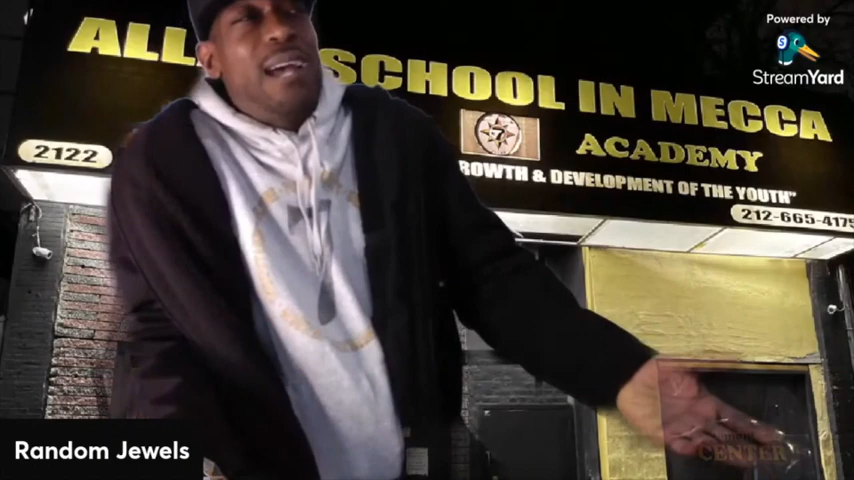 Powered by
StreamYard
ALL SCHOOL IN MECCA
7
ACADEMY
2122
& DEVELOPMENT OF THE YOUTH"
212-665-4175
CENTER
Random Jewels